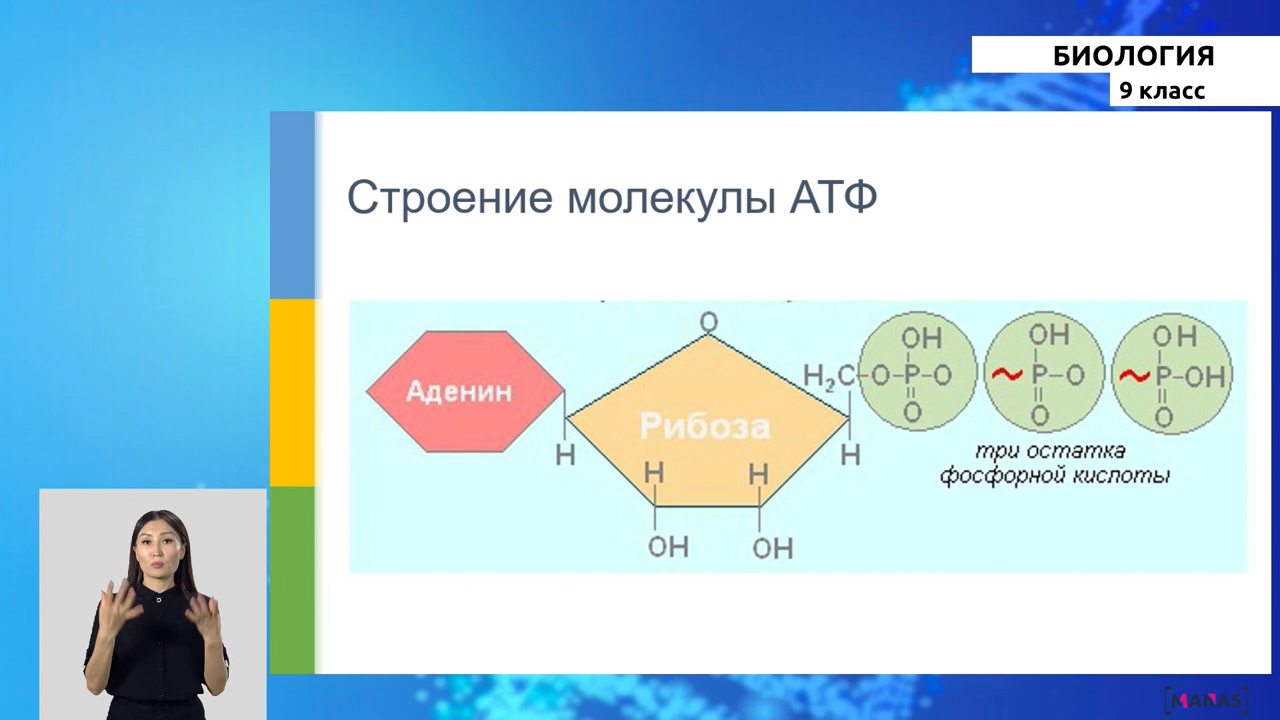 БИОЛОГИЯ
9 класс
Строение молекулы АТФ
Аденин
Рибоза
O
H
H
H
H
OH
OH
H₂C–O–P–O
OH
O
~P–O
OH
O
~P–OH
OH
O
три остатка
фосфорной кислоты
[MANAS]